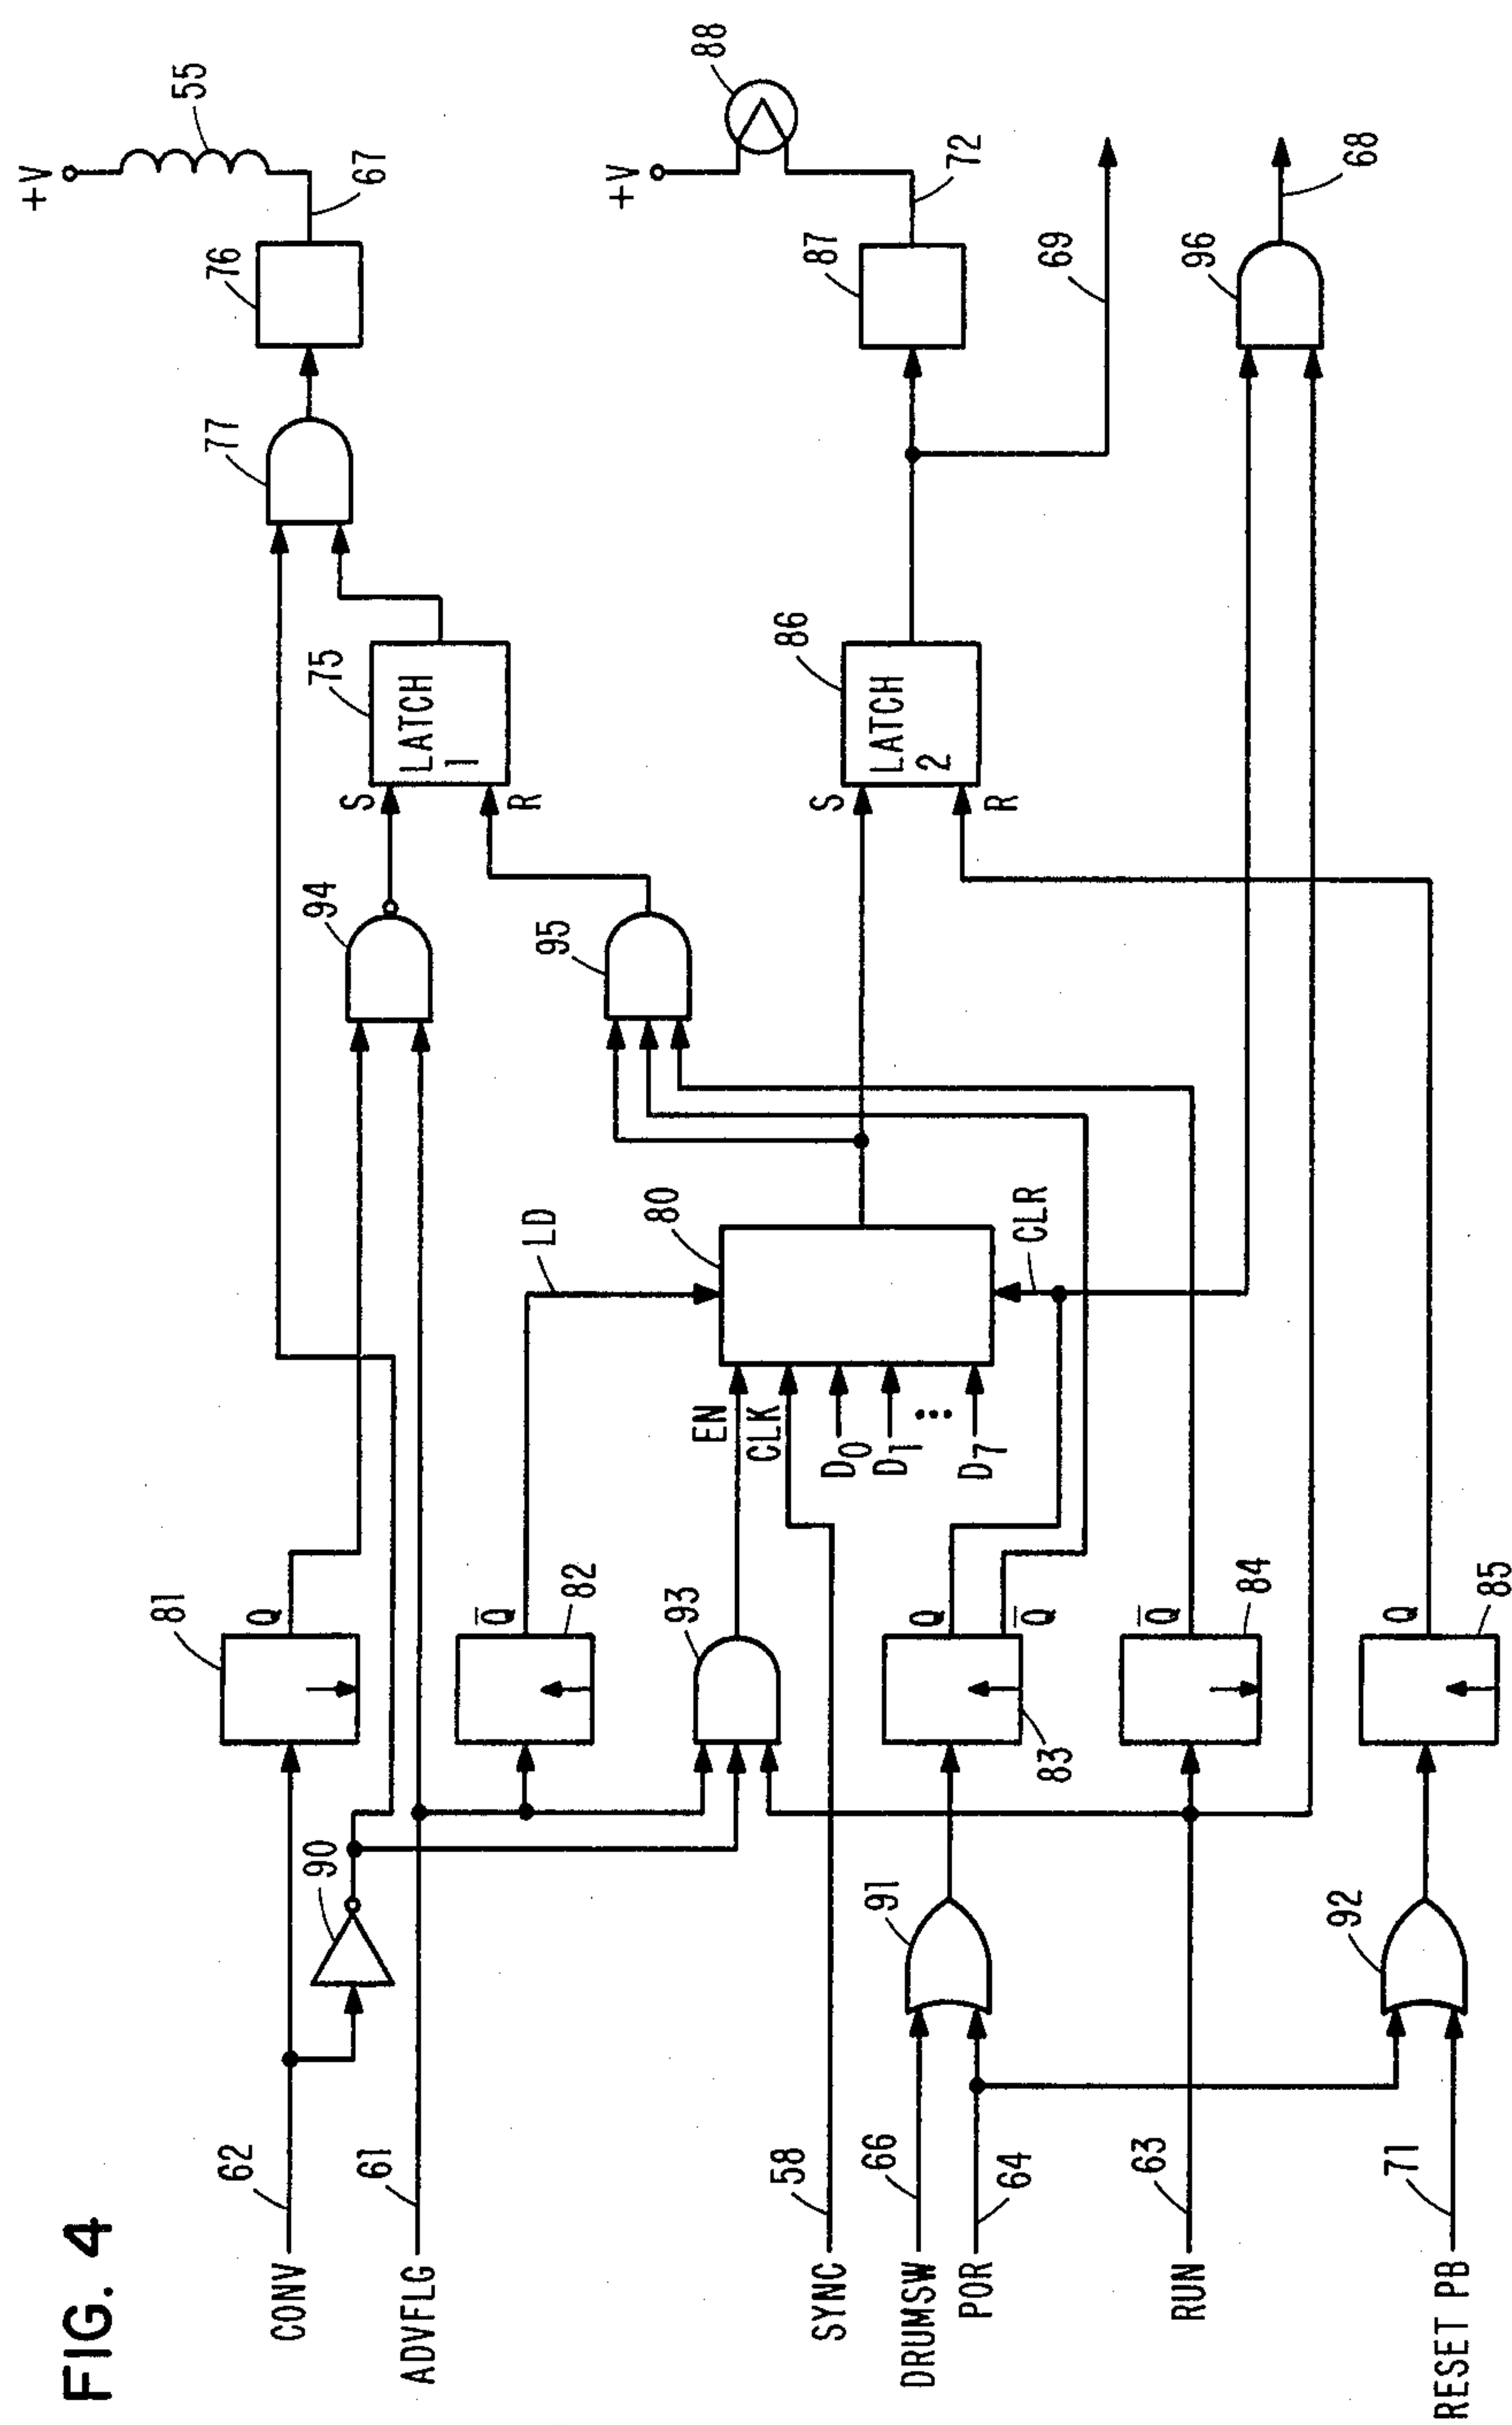 FIG. 4
CONV
62
90
81
Q
94
S
LATCH
1
75
R
77
76
67
+V
55
ADVFLG
61
82
Q̅
LD
93
95
SYNC
58
EN
CLK
D0
D1
•••
D7
80
CLR
S
LATCH
2
86
R
87
72
+V
88
69
DRUMSW
66
POR
64
91
83
Q
Q̅
RUN
63
84
Q̅
96
68
RESET PB
71
92
85
Q